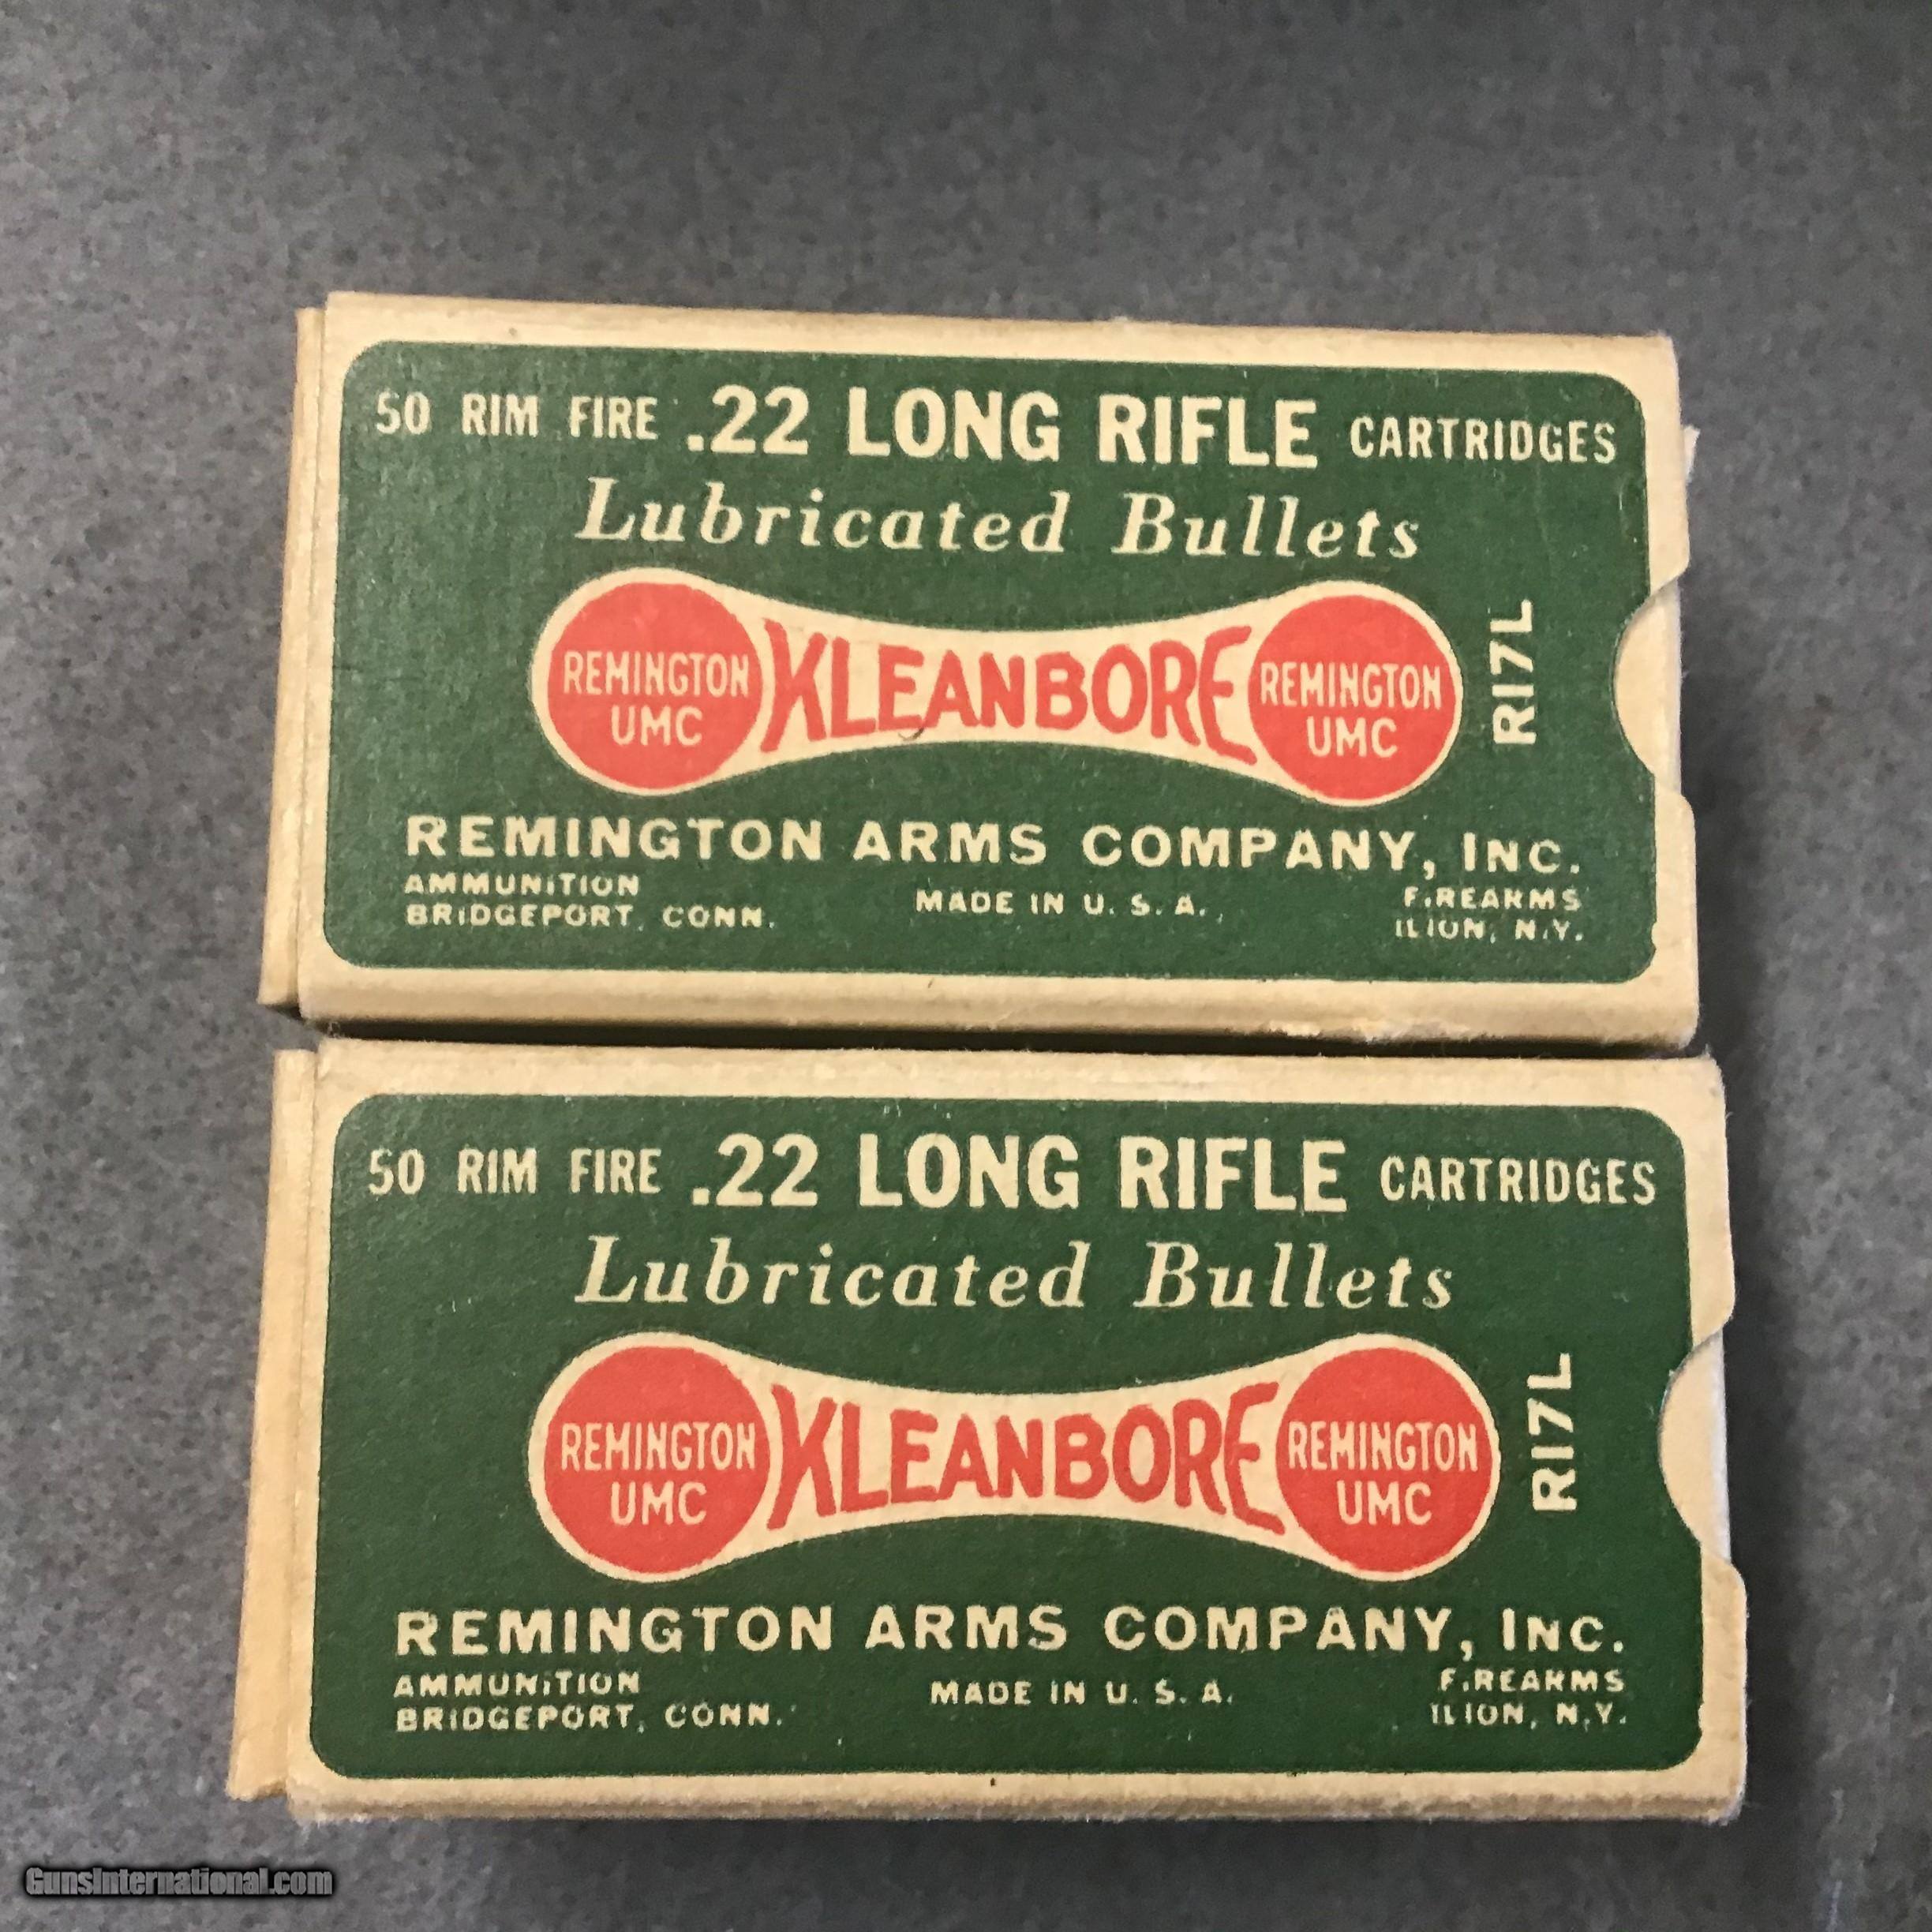 50 RIM FIRE .22 LONG RIFLE CARTRIDGES
Lubricated Bullets
REMINGTON UMC KLEANBORE REMINGTON UMC
R17L
REMINGTON ARMS COMPANY, INC.
AMMUNITION
BRIDGEPORT, CONN.
MADE IN U. S. A.
FIREARMS
ILION, N.Y.
50 RIM FIRE .22 LONG RIFLE CARTRIDGES
Lubricated Bullets
REMINGTON UMC KLEANBORE REMINGTON UMC
R17L
REMINGTON ARMS COMPANY, INC.
AMMUNITION
BRIDGEPORT, CONN.
MADE IN U. S. A.
FIREARMS
ILION, N.Y.
GunsInternational.com